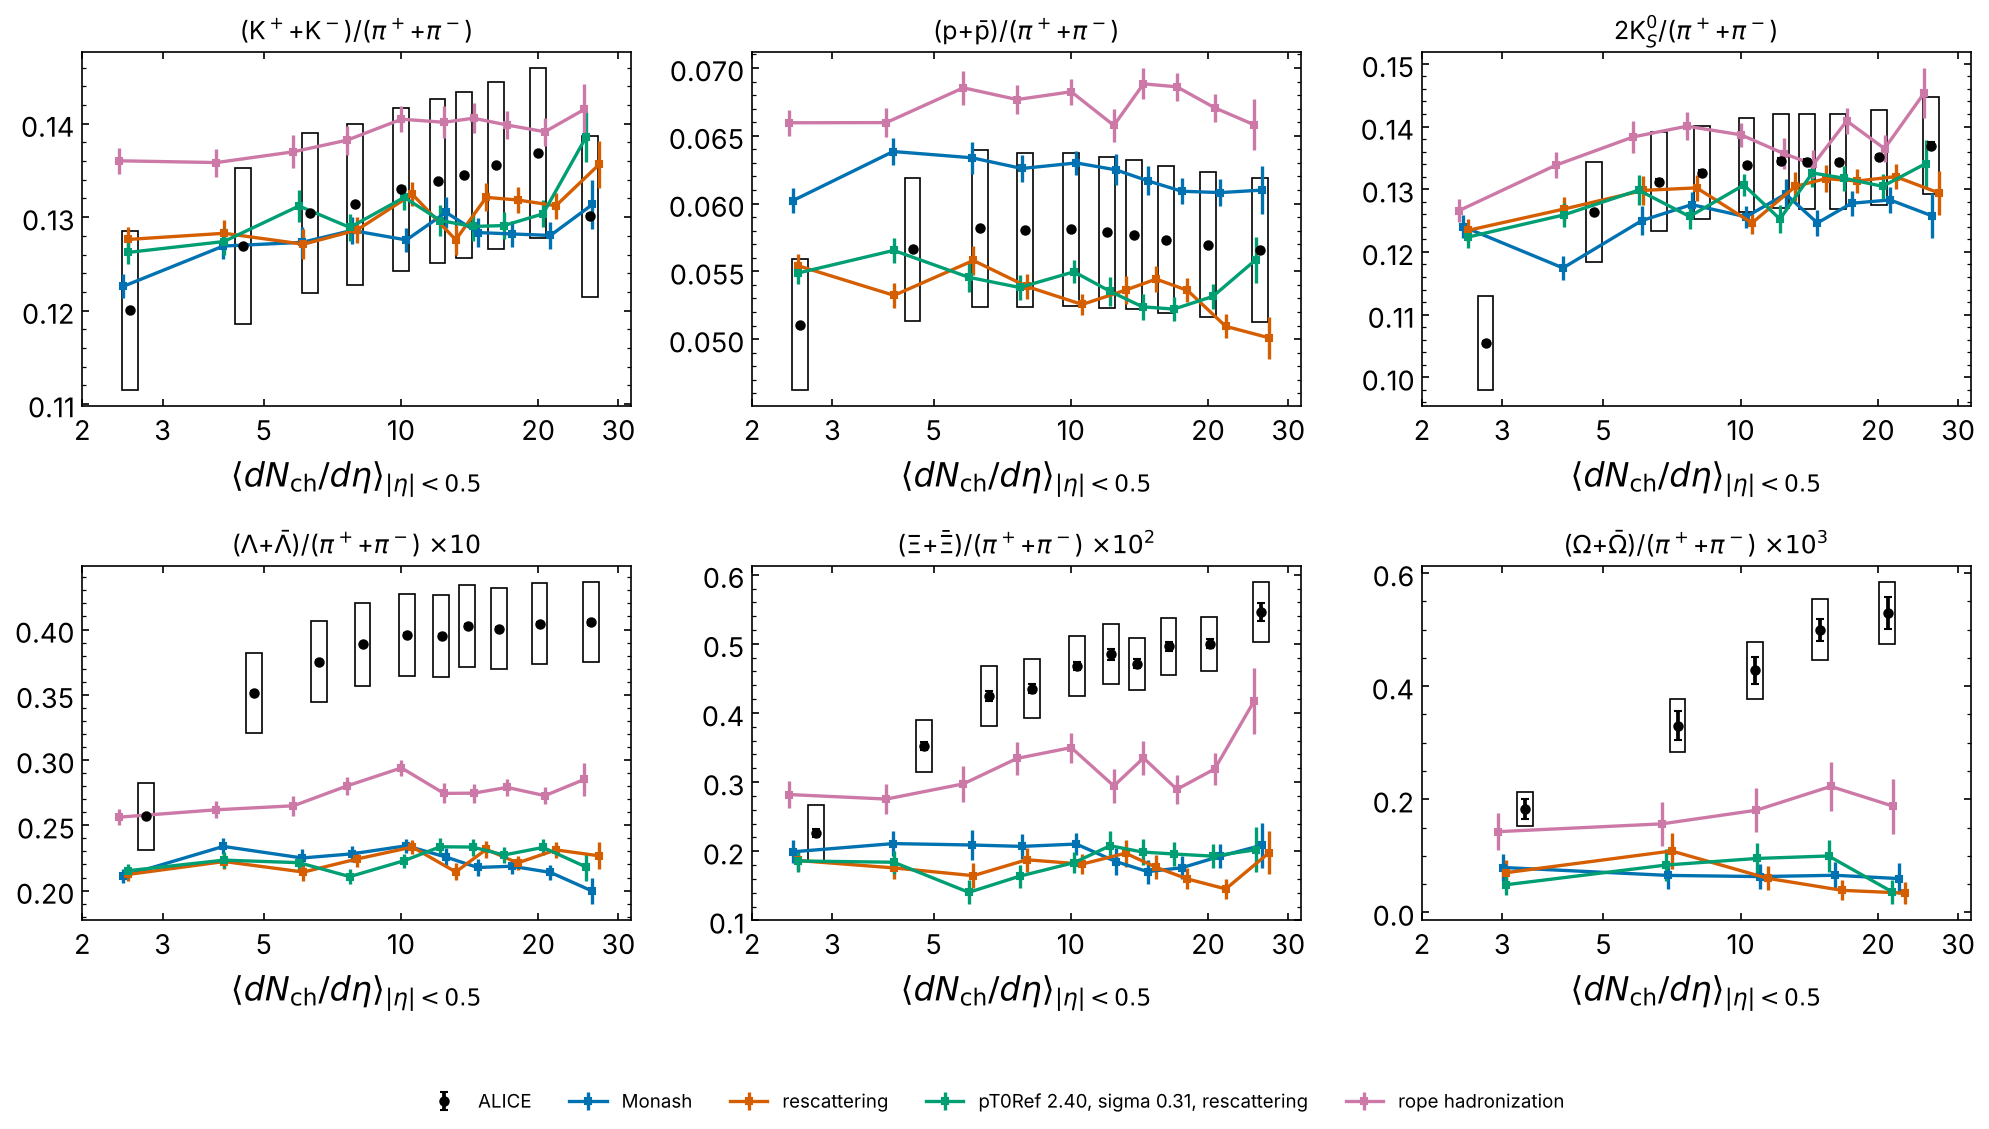 (K⁺+K⁻)/(π⁺+π⁻)
(p+p̄)/(π⁺+π⁻)
2K⁰_S/(π⁺+π⁻)
0.14
0.13
0.12
0.11
0.070
0.065
0.060
0.055
0.050
0.15
0.14
0.13
0.12
0.11
0.10
2 3 5 10 20 30
2 3 5 10 20 30
2 3 5 10 20 30
⟨dN_ch/dη⟩_|η|<0.5
⟨dN_ch/dη⟩_|η|<0.5
⟨dN_ch/dη⟩_|η|<0.5
(Λ+Λ̄)/(π⁺+π⁻) ×10
(Ξ+Ξ̄)/(π⁺+π⁻) ×10²
(Ω+Ω̄)/(π⁺+π⁻) ×10³
0.40
0.35
0.30
0.25
0.20
0.6
0.5
0.4
0.3
0.2
0.1
0.6
0.4
0.2
0.0
2 3 5 10 20 30
2 3 5 10 20 30
2 3 5 10 20 30
⟨dN_ch/dη⟩_|η|<0.5
⟨dN_ch/dη⟩_|η|<0.5
⟨dN_ch/dη⟩_|η|<0.5
ALICE Monash rescattering pT0Ref 2.40, sigma 0.31, rescattering rope hadronization